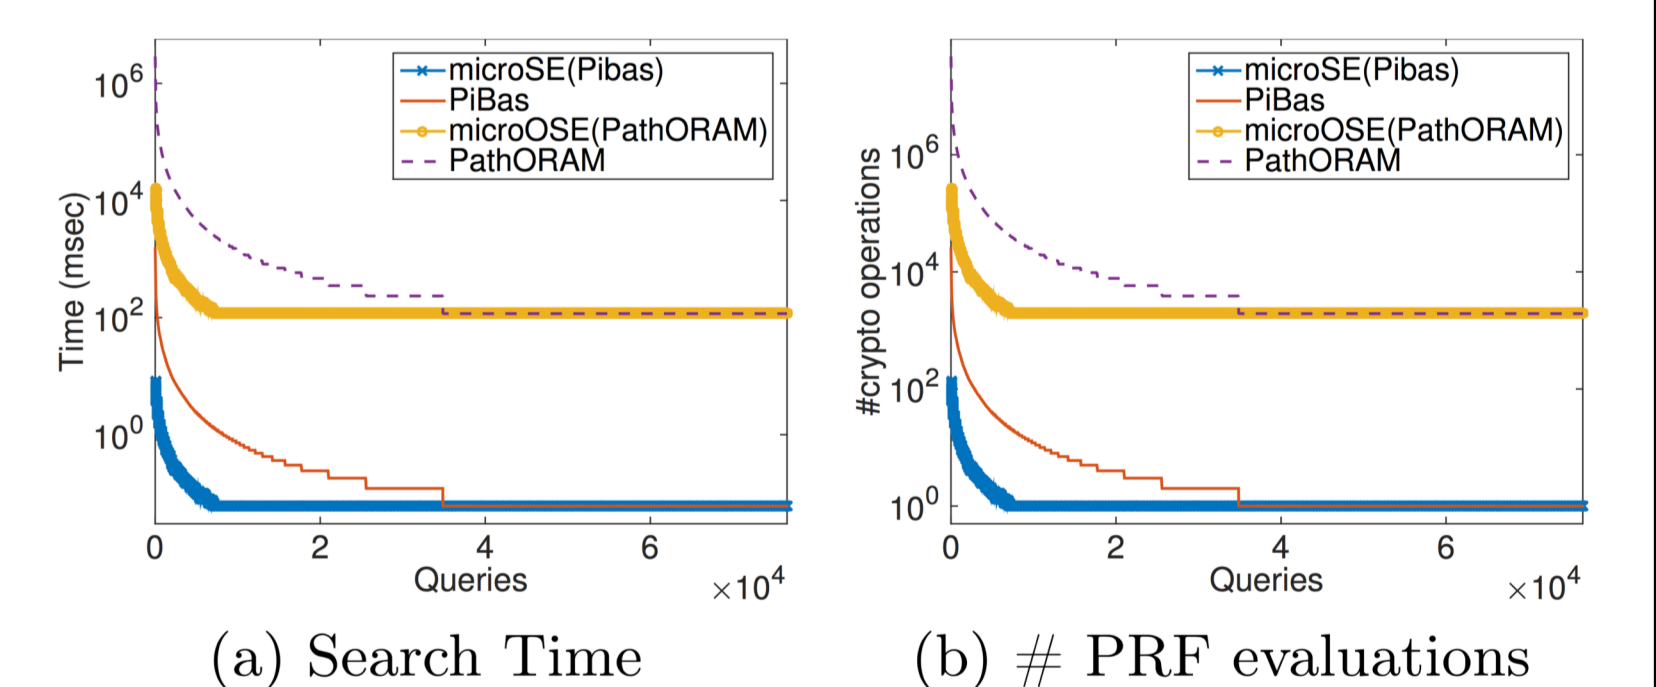 microSE(Pibas)
PiBas
microOSE(PathORAM)
PathORAM
10^6
10^4
10^2
10^0
Time (msec)
0 2 4 6
Queries
×10^4
(a) Search Time
microSE(Pibas)
PiBas
microOSE(PathORAM)
PathORAM
10^6
10^4
10^2
10^0
#crypto operations
0 2 4 6
Queries
×10^4
(b) # PRF evaluations